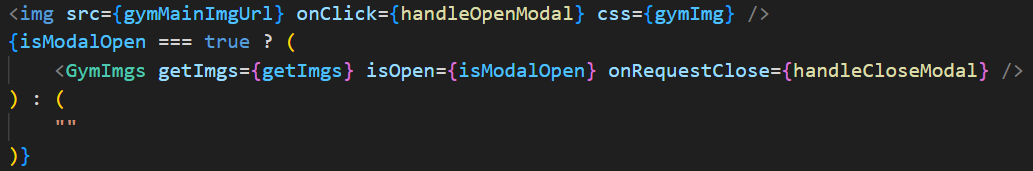 <img src={gymMainImgUrl} onClick={handleOpenModal} css={gymImg} />
{isModalOpen === true ? (
    <GymImgs getImgs={getImgs} isOpen={isModalOpen} onRequestClose={handleCloseModal} />
) : (
    ""
)}